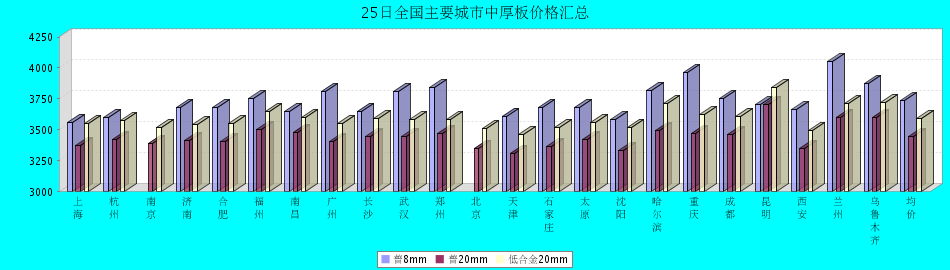 25日全国主要城市中厚板价格汇总
4250
4000
3750
3500
3250
3000
上海
杭州
南京
济南
合肥
福州
南昌
广州
长沙
武汉
郑州
北京
天津
石家庄
太原
沈阳
哈尔滨
重庆
成都
昆明
西安
兰州
乌鲁木齐
均价
普8mm
普20mm
低合金20mm